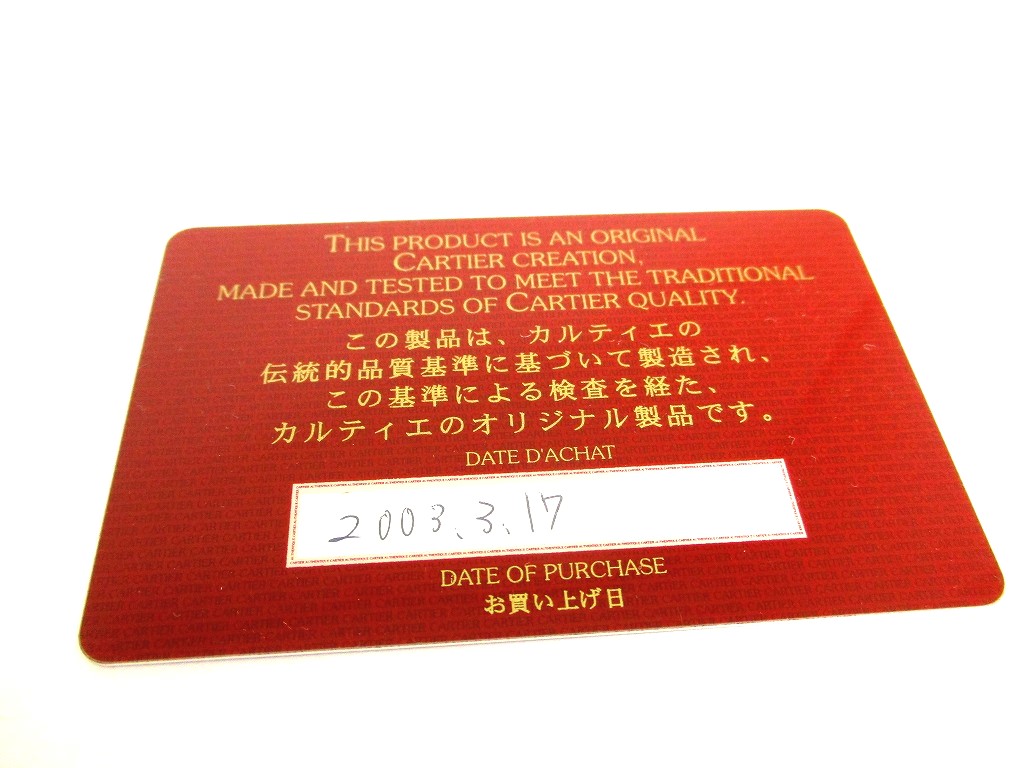 THIS PRODUCT IS AN ORIGINAL
CARTIER CREATION,
MADE AND TESTED TO MEET THE TRADITIONAL
STANDARDS OF CARTIER QUALITY.
この製品は、カルティエの
伝統的品質基準に基づいて製造され、
この基準による検査を経た、
カルティエのオリジナル製品です。
DATE D'ACHAT
2003.3.17
DATE OF PURCHASE
お買い上げ日